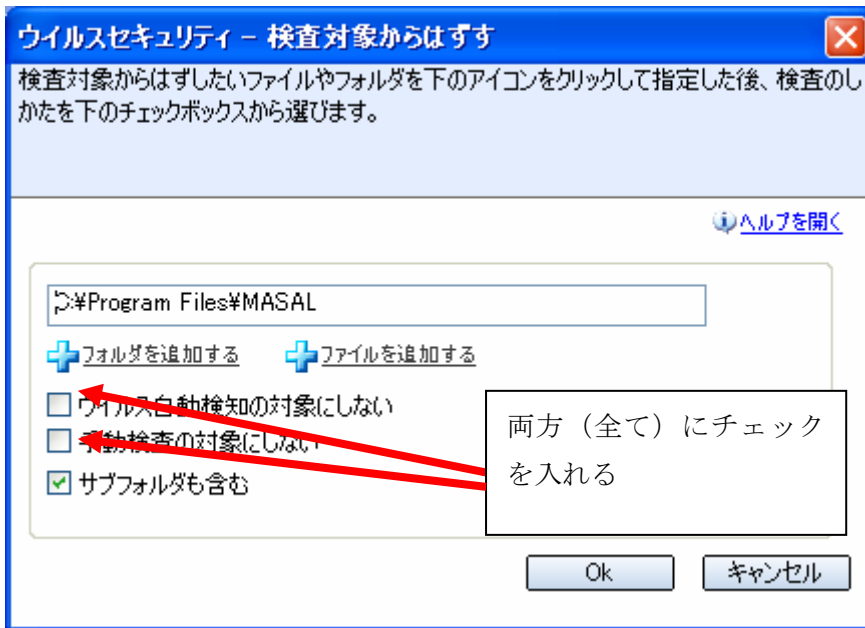 ウイルスセキュリティ － 検査対象からはずす
検査対象からはずしたいファイルやフォルダを下のアイコンをクリックして指定した後、検査のし
かたを下のチェックボックスから選びます。
ヘルプを開く
C:¥Program Files¥MASAL
フォルダを追加する ファイルを追加する
ウイルス自動検知の対象にしない
手動検査の対象にしない
サブフォルダも含む
両方（全て）にチェック
を入れる
Ok キャンセル